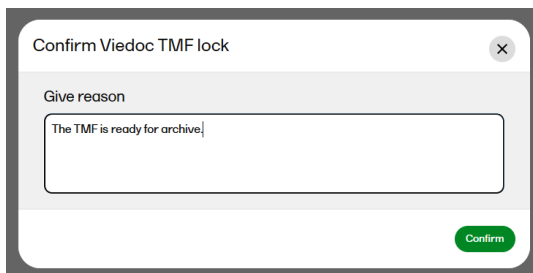 Confirm Viedoc TMF lock
Give reason
The TMF is ready for archive.
Confirm